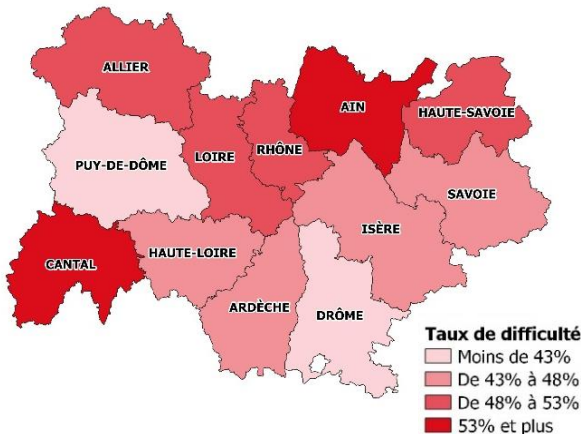 ALLIER
AIN
HAUTE-SAVOIE
PUY-DE-DÔME
LOIRE
RHÔNE
SAVOIE
ISÈRE
CANTAL
HAUTE-LOIRE
ARDÈCHE
DRÔME
Taux de difficulté
Moins de 43%
De 43% à 48%
De 48% à 53%
53% et plus